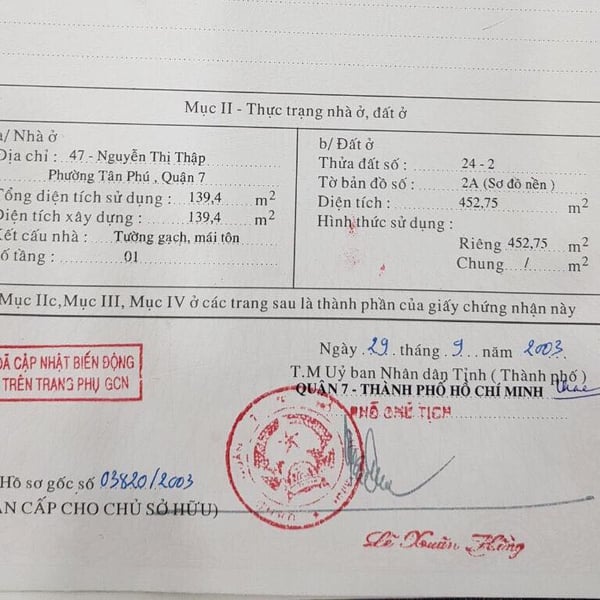 Mục II - Thực trạng nhà ở, đất ở
a/ Nhà ở
Địa chỉ : 47 - Nguyễn Thị Thập
Phường Tân Phú , Quận 7
Tổng diện tích sử dụng : 139,4 m²
Diện tích xây dựng : 139,4 m²
Kết cấu nhà : Tường gạch, mái tôn
Số tầng : 01
b/ Đất ở
Thửa đất số : 24 - 2
Tờ bản đồ số : 2A (Sơ đồ nền )
Diện tích : 452,75 m²
Hình thức sử dụng :
Riêng 452,75 m²
Chung / m²
Mục IIc, Mục III, Mục IV ở các trang sau là thành phần của giấy chứng nhận này
ĐÃ CẬP NHẬT BIẾN ĐỘNG
TRÊN TRANG PHỤ GCN
Ngày 29 tháng 9 năm 2003
T.M Uỷ ban Nhân dân Tỉnh ( Thành phố )
QUẬN 7 - THÀNH PHỐ HỒ CHÍ MINH
PHÓ CHỦ TỊCH
Hồ sơ gốc số 03820/2003
ẢN CẤP CHO CHỦ SỞ HỮU)
Lê Xuân Hùng